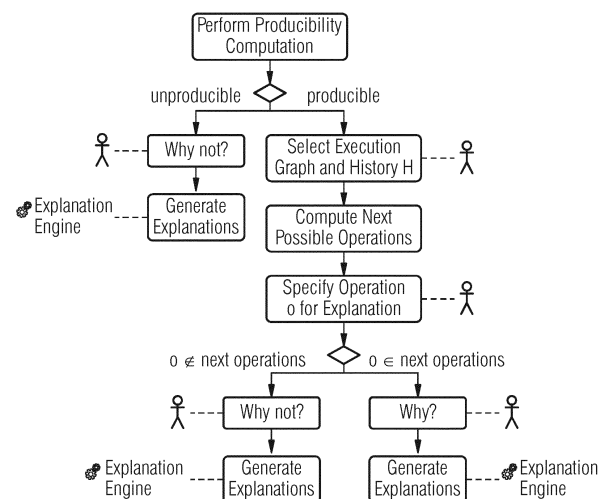 Perform Producibility
Computation
unproducible
producible
Why not?
Select Execution
Graph and History H
Explanation
Engine
Generate
Explanations
Compute Next
Possible Operations
Specify Operation
o for Explanation
o ∉ next operations
o ∈ next operations
Why not?
Why?
Explanation
Engine
Generate
Explanations
Generate
Explanations
Explanation
Engine